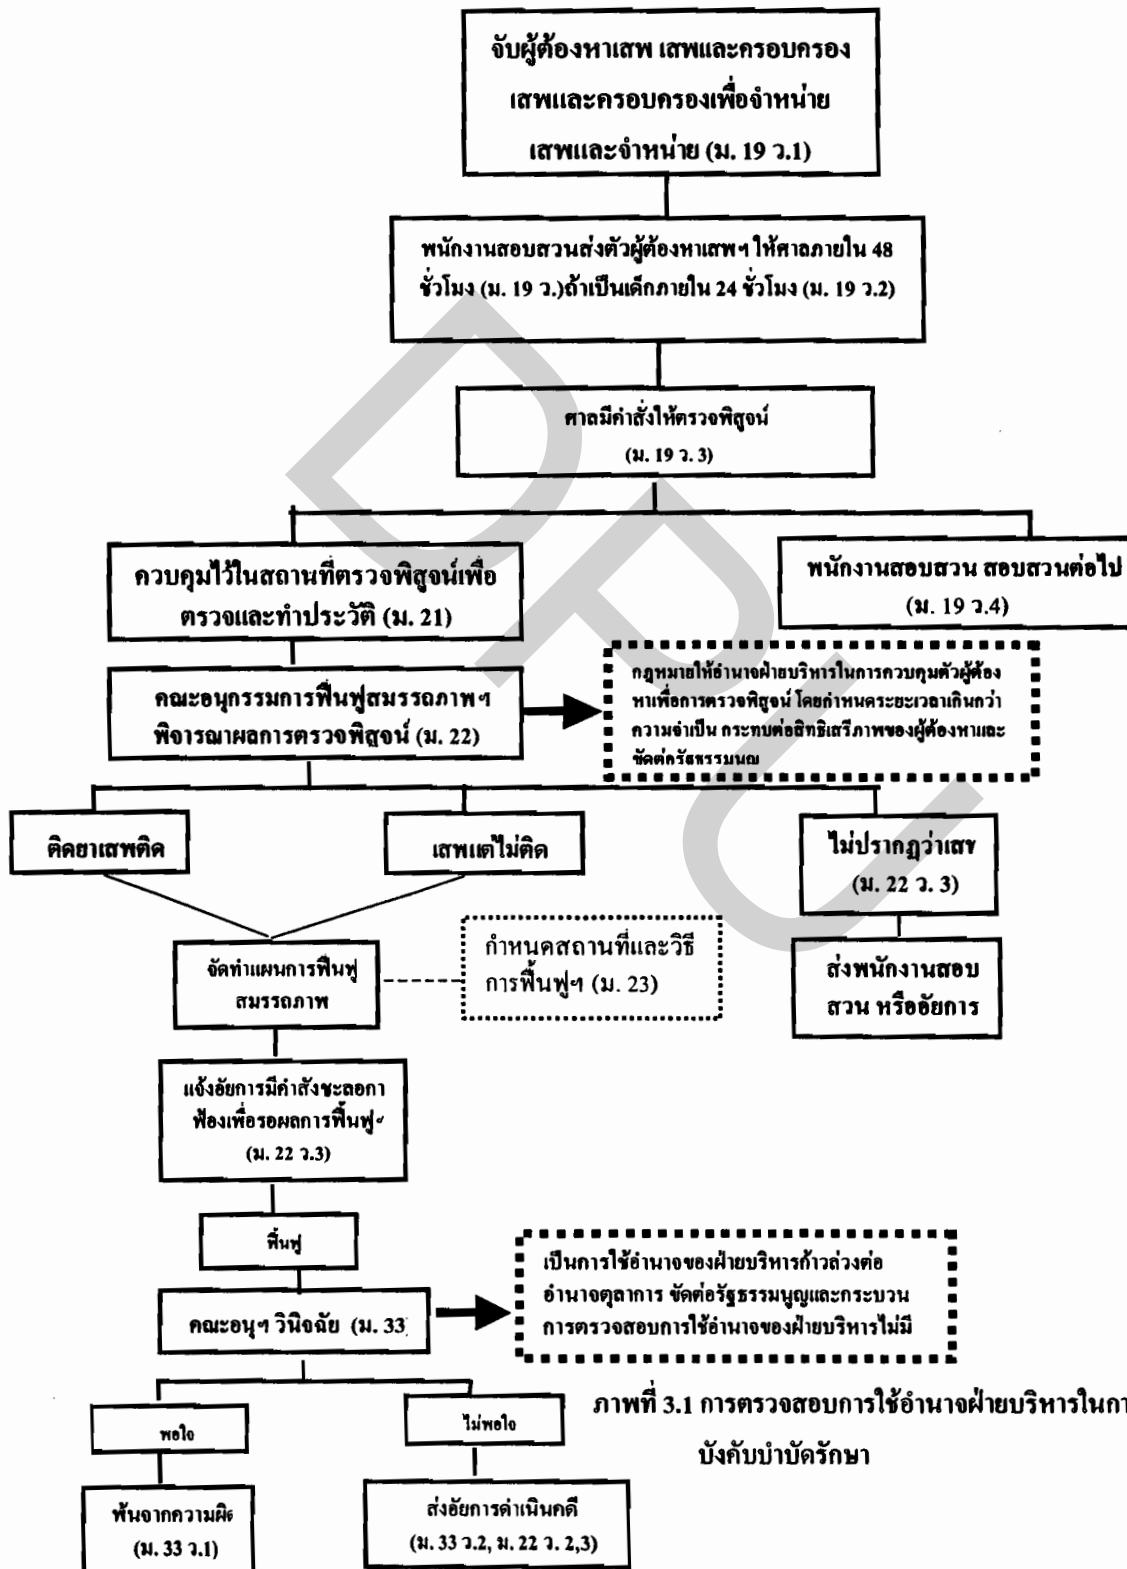 จับผู้ต้องหาเสพ เสพและครอบครอง
เสพและครอบครองเพื่อจำหน่าย
เสพและจำหน่าย (ม. 19 ว.1)
พนักงานสอบสวนส่งตัวผู้ต้องหาเสพฯ ให้ศาลภายใน 48
ชั่วโมง (ม. 19 ว.)ถ้าเป็นเด็กภายใน 24 ชั่วโมง (ม. 19 ว.2)
ศาลมีคำสั่งให้ตรวจพิสูจน์
(ม. 19 ว. 3)
ควบคุมไว้ในสถานที่ตรวจพิสูจน์เพื่อ
ตรวจและทำประวัติ (ม. 21)
พนักงานสอบสวน สอบสวนต่อไป
(ม. 19 ว.4)
คณะอนุกรรมการฟื้นฟูสมรรถภาพฯ
พิจารณาผลการตรวจพิสูจน์ (ม. 22)
กฎหมายให้อำนาจฝ่ายบริหารในการควบคุมตัวผู้ต้อง
หาเพื่อการตรวจพิสูจน์ โดยกำหนดระยะเวลาเกินกว่า
ความจำเป็น กระทบต่อสิทธิเสรีภาพของผู้ต้องหาและ
ขัดต่อรัฐธรรมนูญ
ติดยาเสพติด
เสพแต่ไม่ติด
ไม่ปรากฏว่าเสพ
(ม. 22 ว. 3)
จัดทำแผนการฟื้นฟู
สมรรถภาพ
กำหนดสถานที่และวิธี
การฟื้นฟูฯ (ม. 23)
ส่งพนักงานสอบ
สวน หรืออัยการ
แจ้งอัยการมีคำสั่งชะลอกา
ฟ้องเพื่อรอผลการฟื้นฟูฯ
(ม. 22 ว.3)
ฟื้นฟู
คณะอนุฯ วินิจฉัย (ม. 33
เป็นการใช้อำนาจของฝ่ายบริหารก้าวล่วงต่อ
อำนาจตุลาการ ขัดต่อรัฐธรรมนูญและกระบวน
การตรวจสอบการใช้อำนาจของฝ่ายบริหารไม่มี
พอใจ
ไม่พอใจ
ภาพที่ 3.1 การตรวจสอบการใช้อำนาจฝ่ายบริหารในกา
บังคับบำบัดรักษา
พ้นจากความผิด
(ม. 33 ว.1)
ส่งอัยการดำเนินคดี
(ม. 33 ว.2, ม. 22 ว. 2,3)
DPU